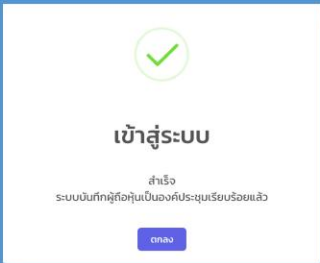 เข้าสู่ระบบ
สำเร็จ
ระบบบันทึกผู้ถือหุ้นเป็นองค์ประชุมเรียบร้อยแล้ว
ตกลง